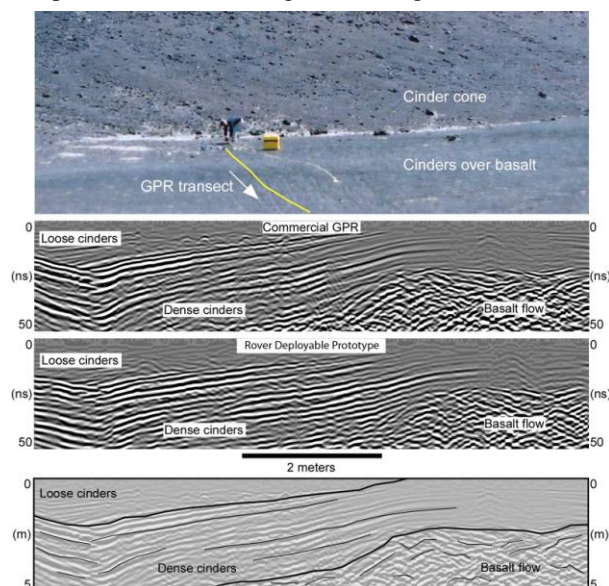 Cinder cone
Cinders over basalt
GPR transect
0
Commercial GPR
Loose cinders
(ns)
(ns)
Dense cinders
Basalt flow
50
50
0
Rover Deployable Prototype
0
Loose cinders
(ns)
(ns)
Dense cinders
Basalt flow
50
50
2 meters
0
0
Loose cinders
(m)
(m)
Dense cinders
Basalt flow
5
5